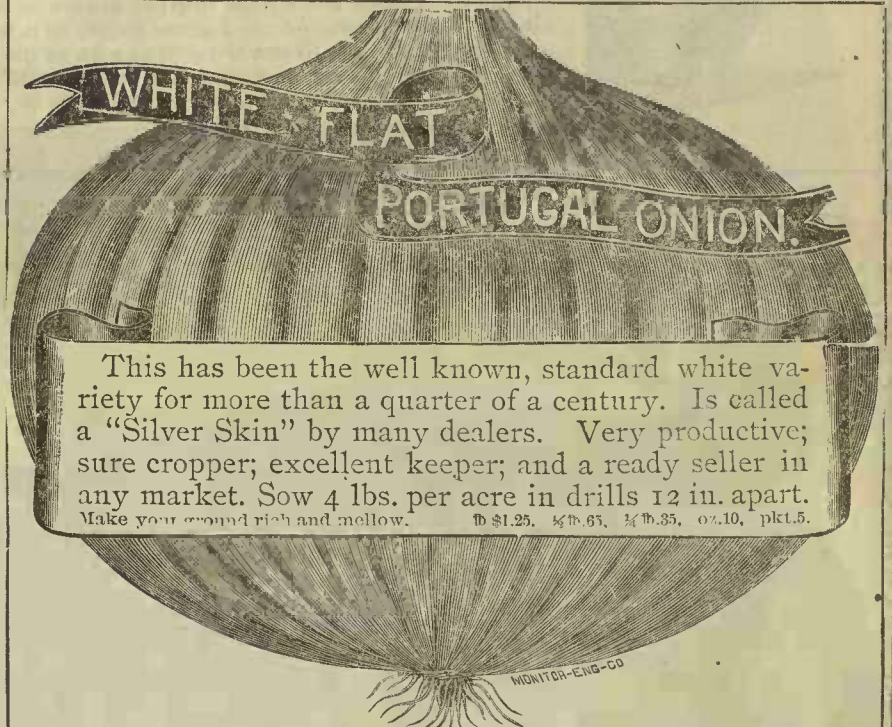 WHITE FLAT
PORTUGAL ONION.
This has been the well known, standard white va-
riety for more than a quarter of a century. Is called
a "Silver Skin" by many dealers. Very productive;
sure cropper; excellent keeper; and a ready seller in
any market. Sow 4 lbs. per acre in drills 12 in. apart.
Make your ground rich and mellow. ℔ $1.25. ½℔.65, ¼℔.35, oz.10, pkt.5.
MONITOR-ENG-CO